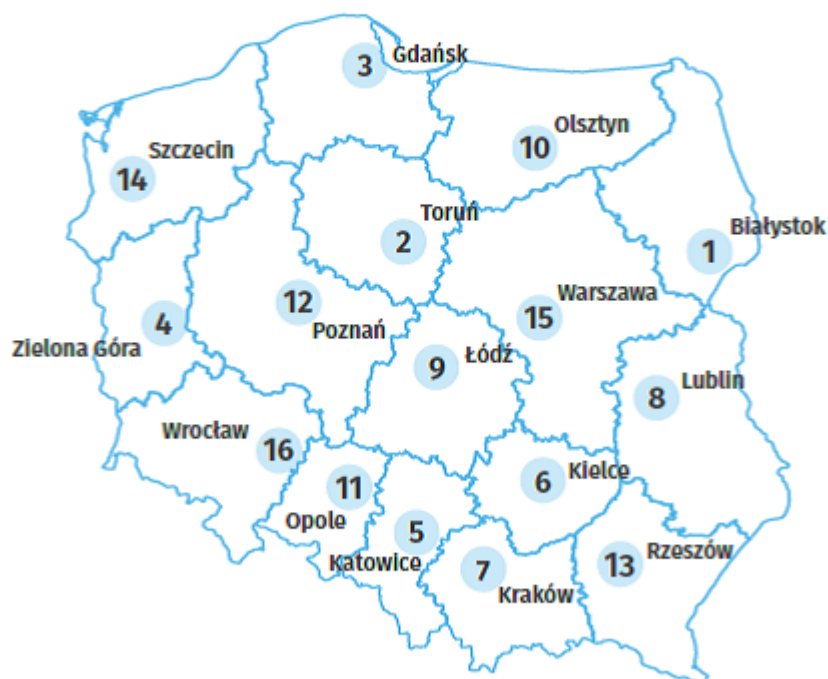 3 Gdańsk
10 Olsztyn
14 Szczecin
2 Toruń
1 Białystok
12 Poznań
15 Warszawa
4 Zielona Góra
9 Łódź
8 Lublin
16 Wrocław
11 Opole
6 Kielce
5 Katowice
7 Kraków
13 Rzeszów